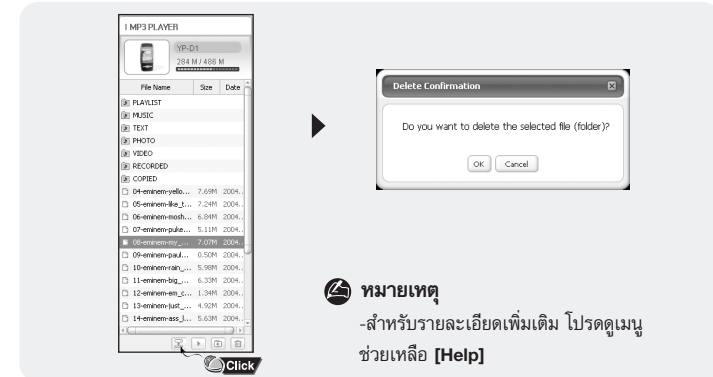 I MP3 PLAYER
YP-D1
284 M / 486 M
File Name Size Date
PLAYLIST
MUSIC
TEXT
PHOTO
VIDEO
RECORDED
COPIED
04-eminem-yello... 7.69M 2004..
05-eminem-like_t... 7.24M 2004..
06-eminem-mosh... 6.84M 2004..
07-eminem-puke... 5.11M 2004..
08-eminem-my_... 7.07M 2004..
09-eminem-paul... 0.50M 2004..
10-eminem-rain_... 5.98M 2004..
11-eminem-big_... 6.33M 2004..
12-eminem-em_c... 1.34M 2004..
13-eminem-just_... 4.92M 2004..
14-eminem-ass_l... 5.63M 2004..
Click
Delete Confirmation
Do you want to delete the selected file (folder)?
OK Cancel
หมายเหตุ
-สำหรับรายละเอียดเพิ่มเติม โปรดดูเมนู
ช่วยเหลือ [Help]